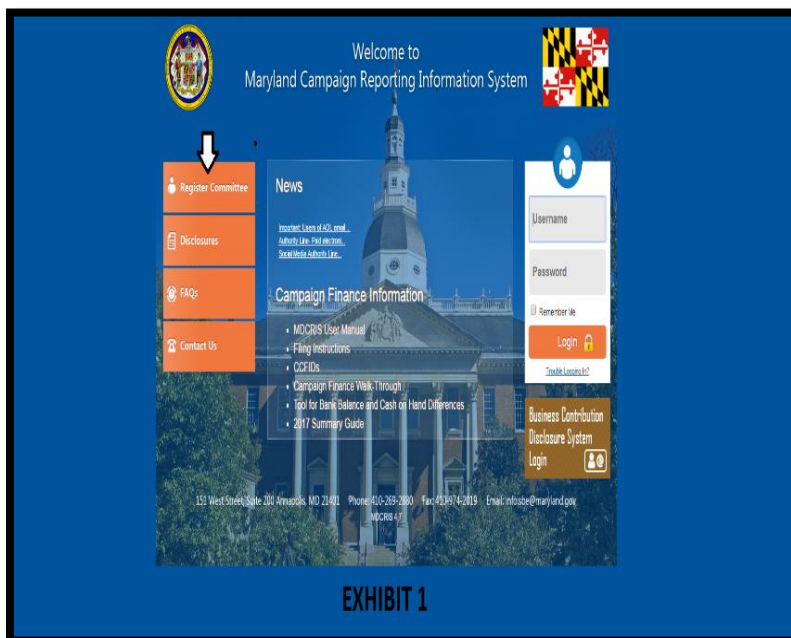 Welcome to
Maryland Campaign Reporting Information System
Register Committee
Disclosures
FAQs
Contact Us
News
Important: Users of AOL email ...
Authority Line- Paid electroni...
Social Media Authority Line...
Campaign Finance Information
MDCRIS User Manual
Filing Instructions
CCFIDs
Campaign Finance Walk-Through
Tool for Bank Balance and Cash on Hand Differences
2017 Summary Guide
Username
Password
Remember Me
Login
Trouble Logging In?
Business Contribution
Disclosure System
Login
151 West Street, Suite 200 Annapolis, MD 21401 Phone: 410-269-2880 Fax: 410-974-2019 Email: info.sbe@maryland.gov
MDCRIS 4.7
EXHIBIT 1